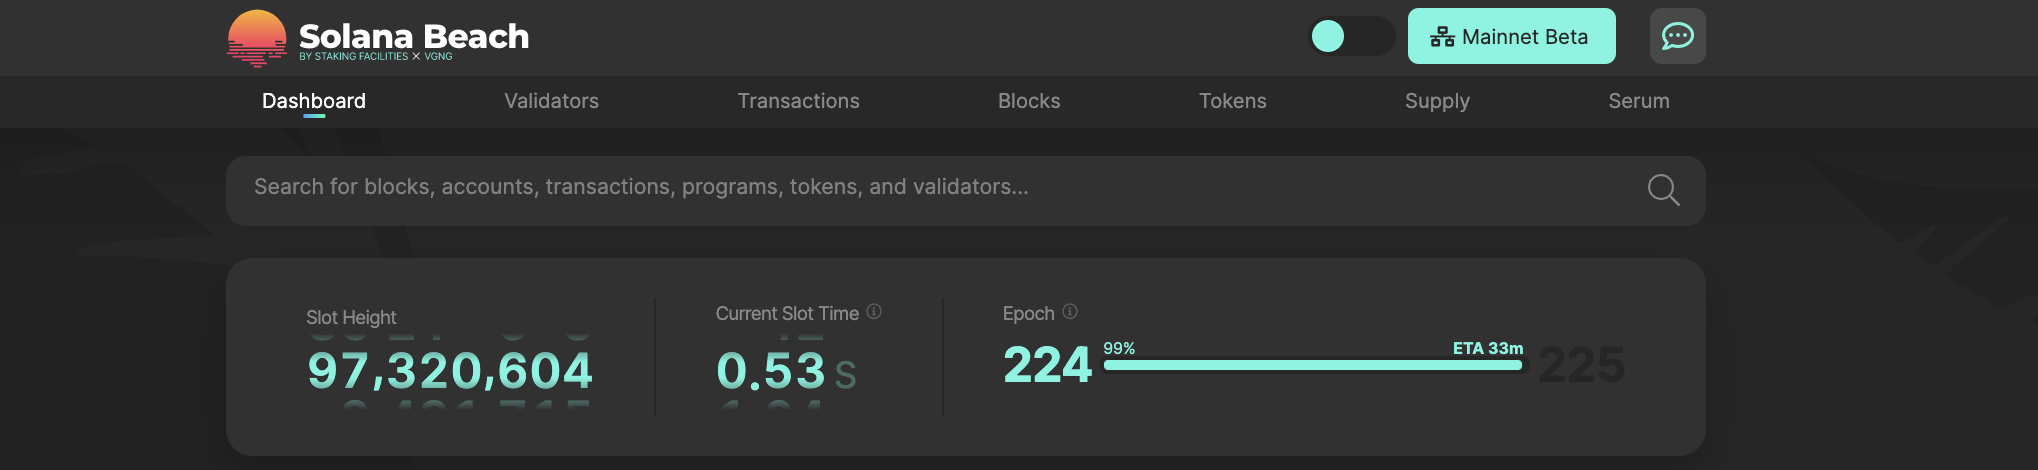 Solana Beach
BY STAKING FACILITIES × VGNG
Mainnet Beta
Dashboard
Validators
Transactions
Blocks
Tokens
Supply
Serum
Search for blocks, accounts, transactions, programs, tokens, and validators...
Slot Height
97,320,604
Current Slot Time
0.53 s
Epoch
224
99%
ETA 33m
225